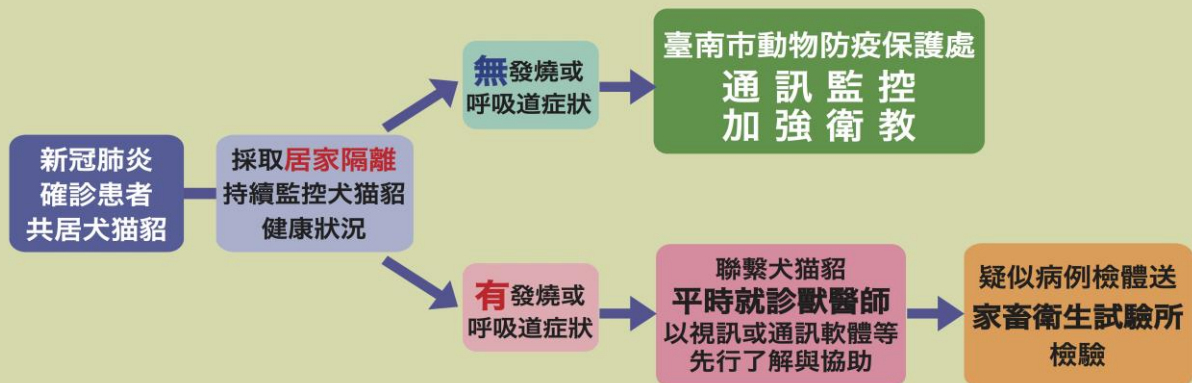 新冠肺炎
確診患者
共居犬猫貂
採取居家隔離
持續監控犬猫貂
健康狀況
無發燒或
呼吸道症狀
臺南市動物防疫保護處
通訊監控
加強衛教
有發燒或
呼吸道症狀
聯繫犬猫貂
平時就診獸醫師
以視訊或通訊軟體等
先行了解與協助
疑似病例檢體送
家畜衛生試驗所
檢驗